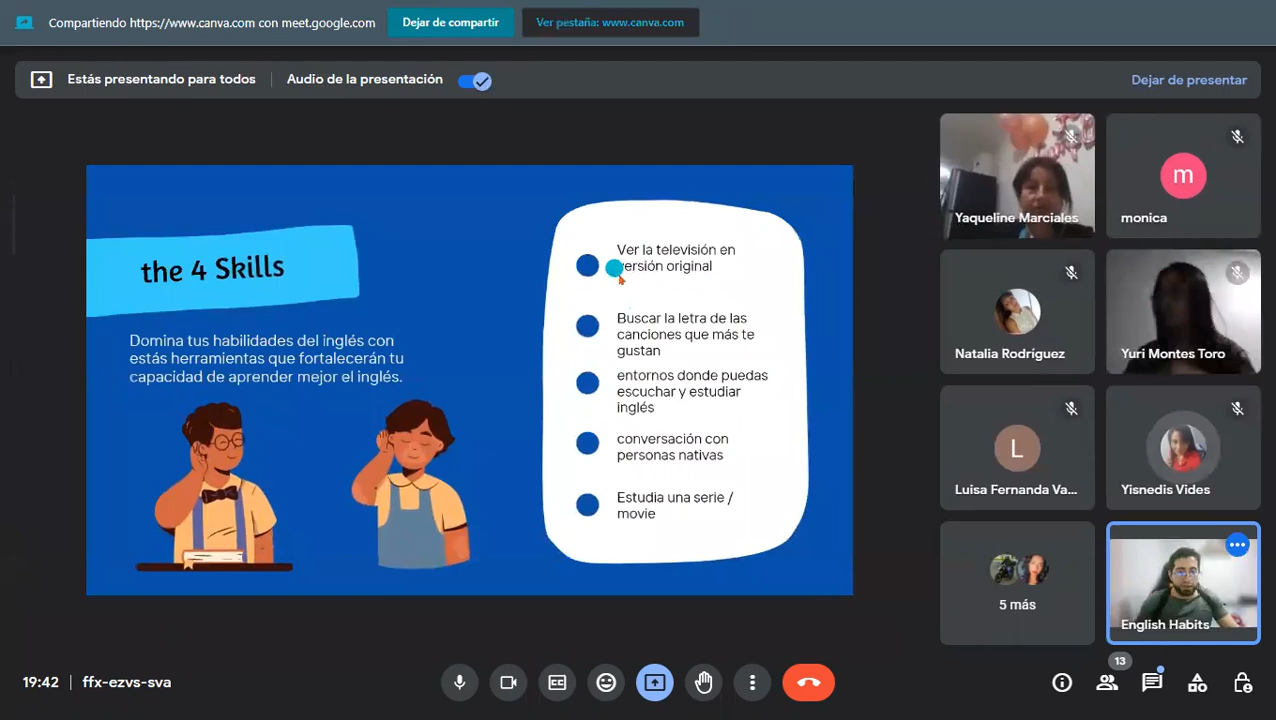 Compartiendo https://www.canva.com con meet.google.com
Dejar de compartir
Ver pestaña: www.canva.com
Estás presentando para todos
Audio de la presentación
Dejar de presentar
the 4 Skills
Domina tus habilidades del inglés con
estás herramientas que fortalecerán tu
capacidad de aprender mejor el inglés.
Ver la televisión en
versión original
Buscar la letra de las
canciones que más te
gustan
entornos donde puedas
escuchar y estudiar
inglés
conversación con
personas nativas
Estudia una serie /
movie
Yaqueline Marciales
m
monica
Natalia Rodríguez
Yuri Montes Toro
L
Luisa Fernanda Va...
Yisnedis Vides
5 más
English Habits
19:42 | ffx-ezvs-sva
13